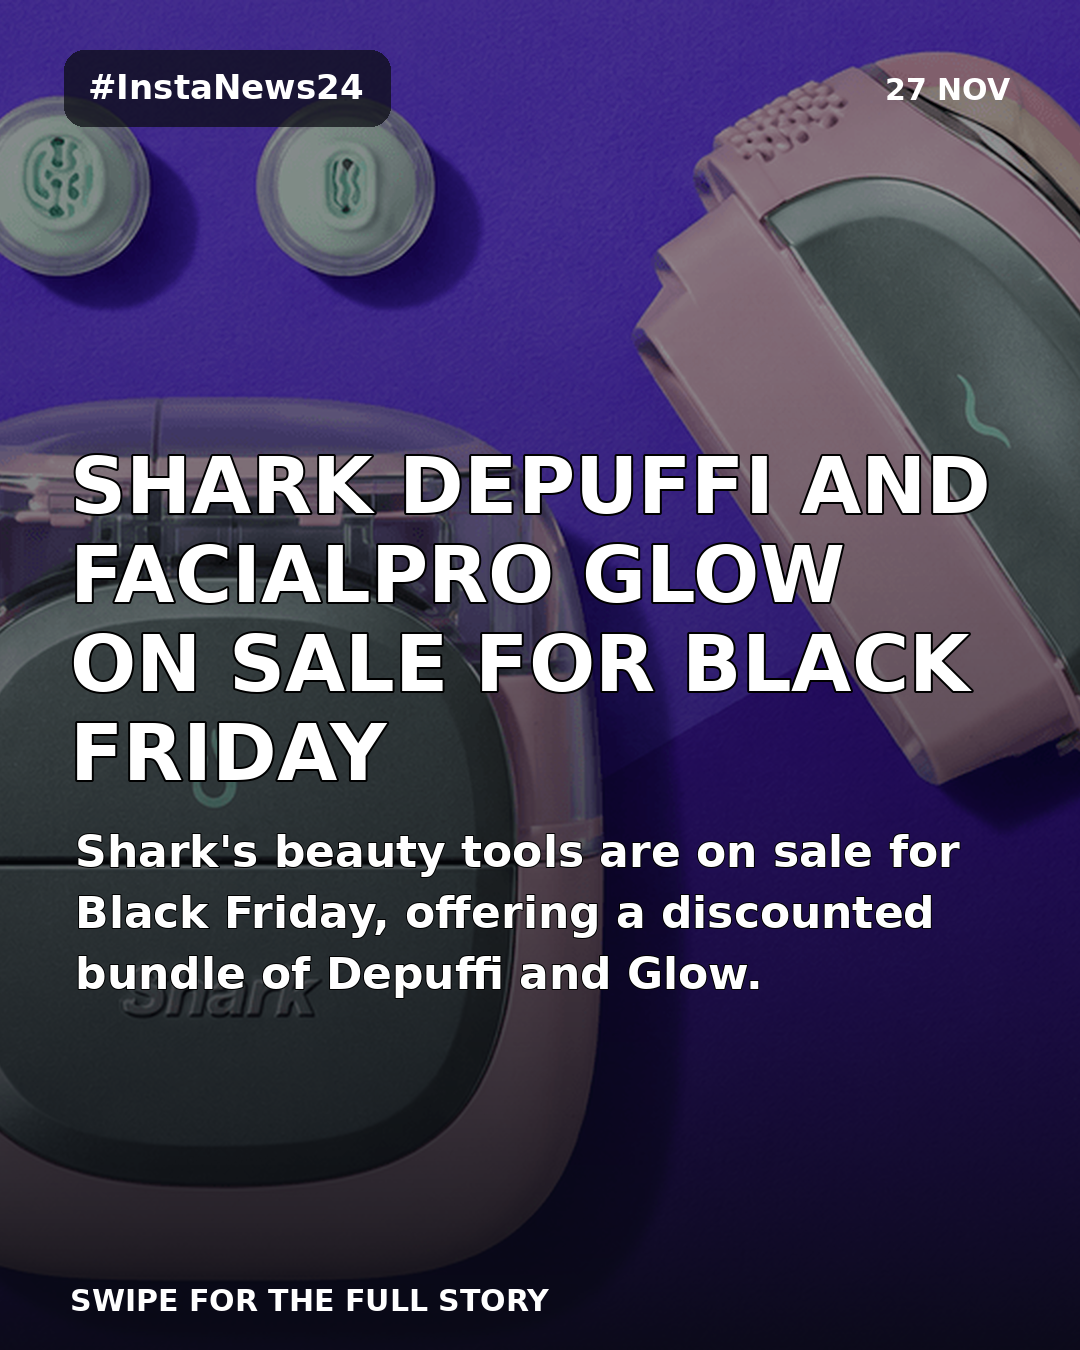 #InstaNews24
27 NOV
SHARK DEPUFFI AND
FACIALPRO GLOW
ON SALE FOR BLACK
FRIDAY
Shark's beauty tools are on sale for
Black Friday, offering a discounted
bundle of Depuffi and Glow.
Shark
SWIPE FOR THE FULL STORY